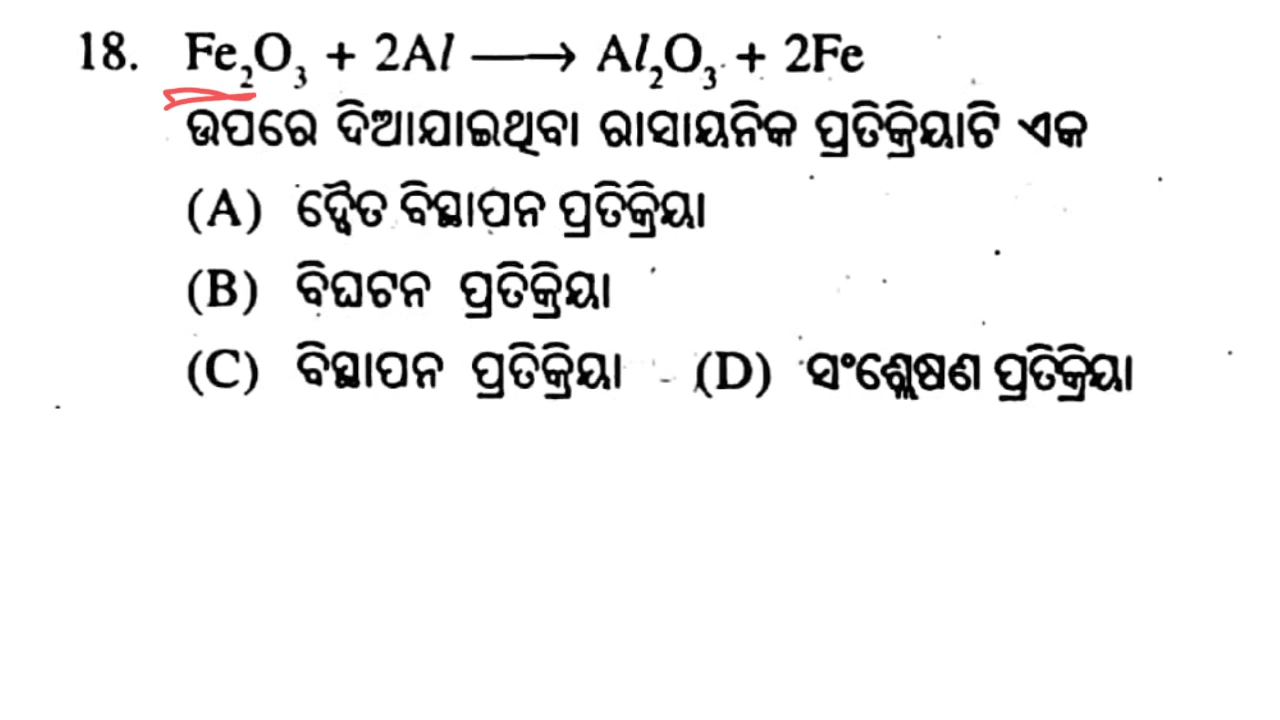 18. Fe₂O₃ + 2Al ⟶ Al₂O₃ + 2Fe
ଉପରେ ଦିଆଯାଇଥିବା ରାସାୟନିକ ପ୍ରତିକ୍ରିୟାଟି ଏକ
(A) ଦ୍ୱୈତ ବିସ୍ଥାପନ ପ୍ରତିକ୍ରିୟା
(B) ବିଘଟନ ପ୍ରତିକ୍ରିୟା
(C) ବିସ୍ଥାପନ ପ୍ରତିକ୍ରିୟା (D) ସଂଶ୍ଲେଷଣ ପ୍ରତିକ୍ରିୟା